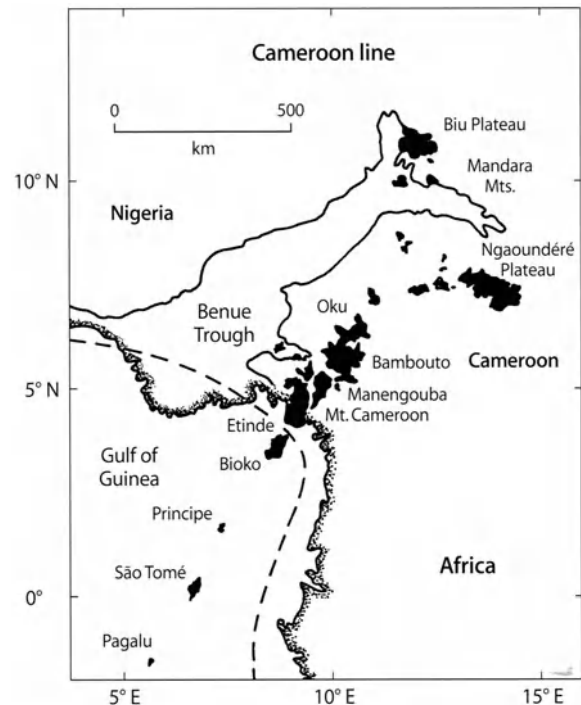 Cameroon line
0
500
km
Biu Plateau
Mandara
Mts.
10° N
Nigeria
Ngaoundéré
Plateau
Oku
Benue
Trough
Bambouto
Cameroon
5° N
Manengouba
Mt. Cameroon
Etinde
Bioko
Gulf of
Guinea
Principe
Africa
São Tomé
0°
Pagalu
5° E
10° E
15° E